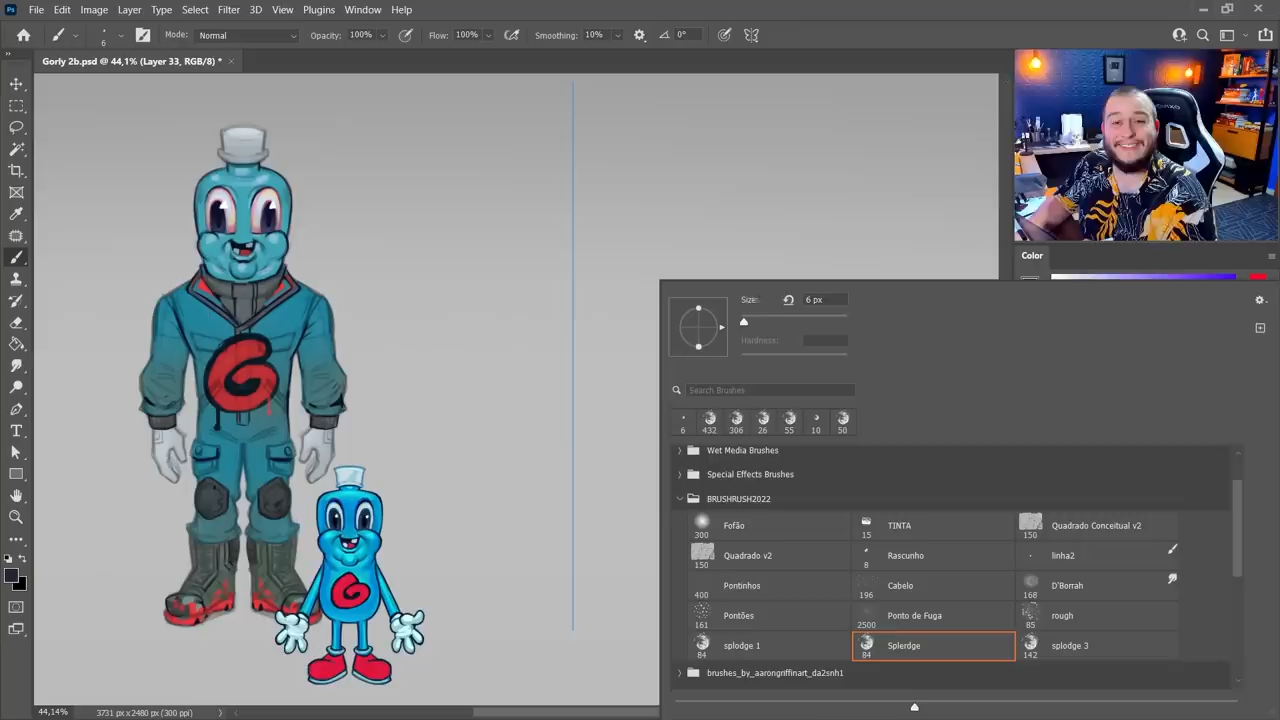 Ps File Edit Image Layer Type Select Filter 3D View Plugins Window Help
6 Mode: Normal Opacity: 100% Flow: 100% Smoothing: 10% 0°
Gorly 2b.psd @ 44,1% (Layer 33, RGB/8) * ×
Color
Size: 6 px
Hardness:
Search Brushes
6 432 306 26 55 10 50
Wet Media Brushes
Special Effects Brushes
BRUSHRUSH2022
300 Fofão 15 TINTA 150 Quadrado Conceitual v2
150 Quadrado v2 8 Rascunho linha2
400 Pontinhos 196 Cabelo 168 D'Borrah
161 Pontões 2500 Ponto de Fuga 85 rough
84 splodge 1 84 Splerdge 142 splodge 3
brushes_by_aarongriffinart_da2snh1
G
G
44,14% 3731 px x 2480 px (300 ppi)